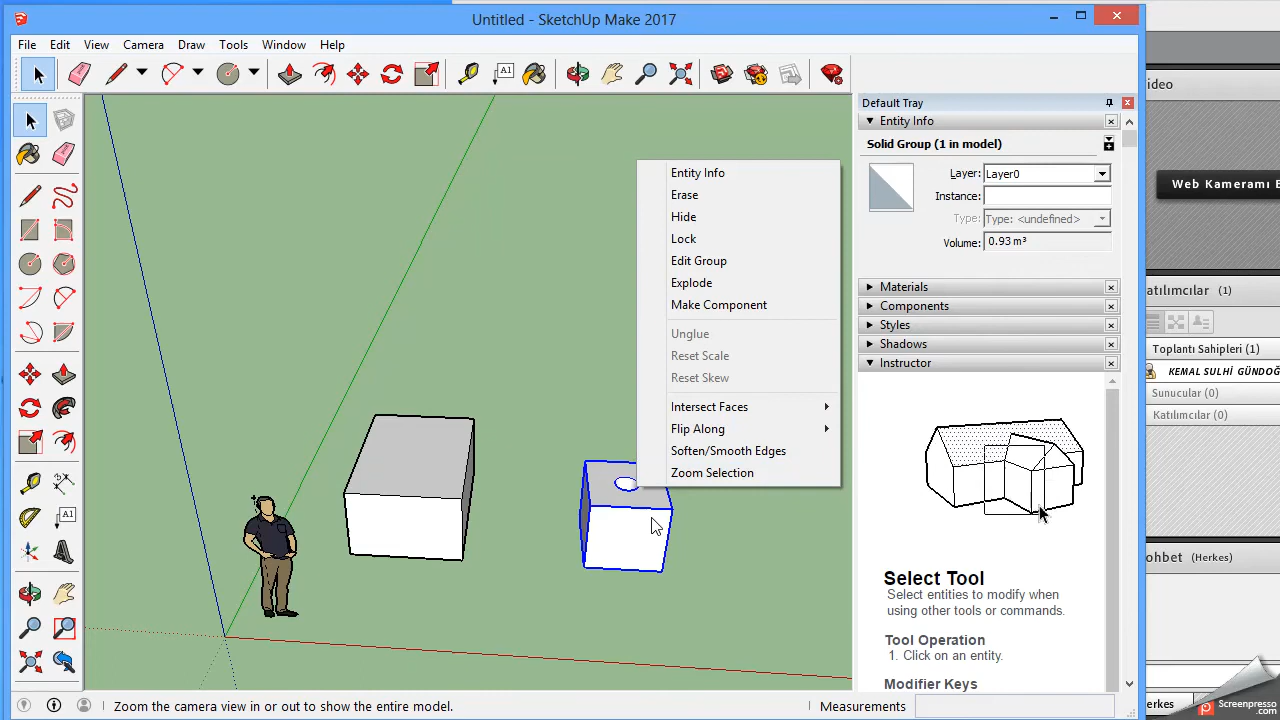 Untitled - SketchUp Make 2017
File Edit View Camera Draw Tools Window Help
A1
Default Tray
Entity Info
Solid Group (1 in model)
Layer: Layer0
Instance:
Type: Type: <undefined>
Volume: 0.93 m³
Entity Info
Erase
Hide
Lock
Edit Group
Explode
Make Component
Unglue
Reset Scale
Reset Skew
Intersect Faces
Flip Along
Soften/Smooth Edges
Zoom Selection
Materials
Components
Styles
Shadows
Instructor
Select Tool
Select entities to modify when
using other tools or commands.
Tool Operation
1. Click on an entity.
Modifier Keys
A1
Zoom the camera view in or out to show the entire model.
Measurements
ideo
Web Kameramı B
atılımcılar (1)
Toplantı Sahipleri (1)
KEMAL SULHİ GÜNDOĞ
Sunucular (0)
Katılımcılar (0)
ohbet (Herkes)
erkes
Screenpresso
.com